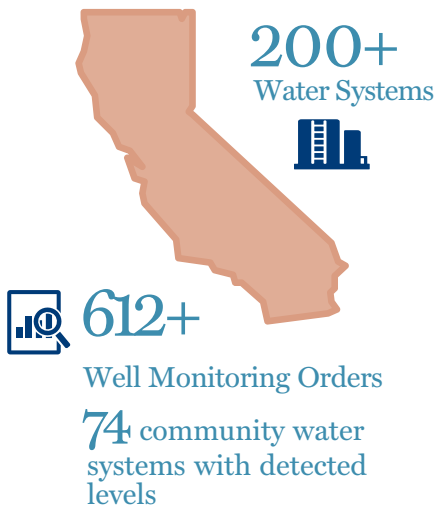 200+
Water Systems
612+
Well Monitoring Orders
74 community water
systems with detected
levels